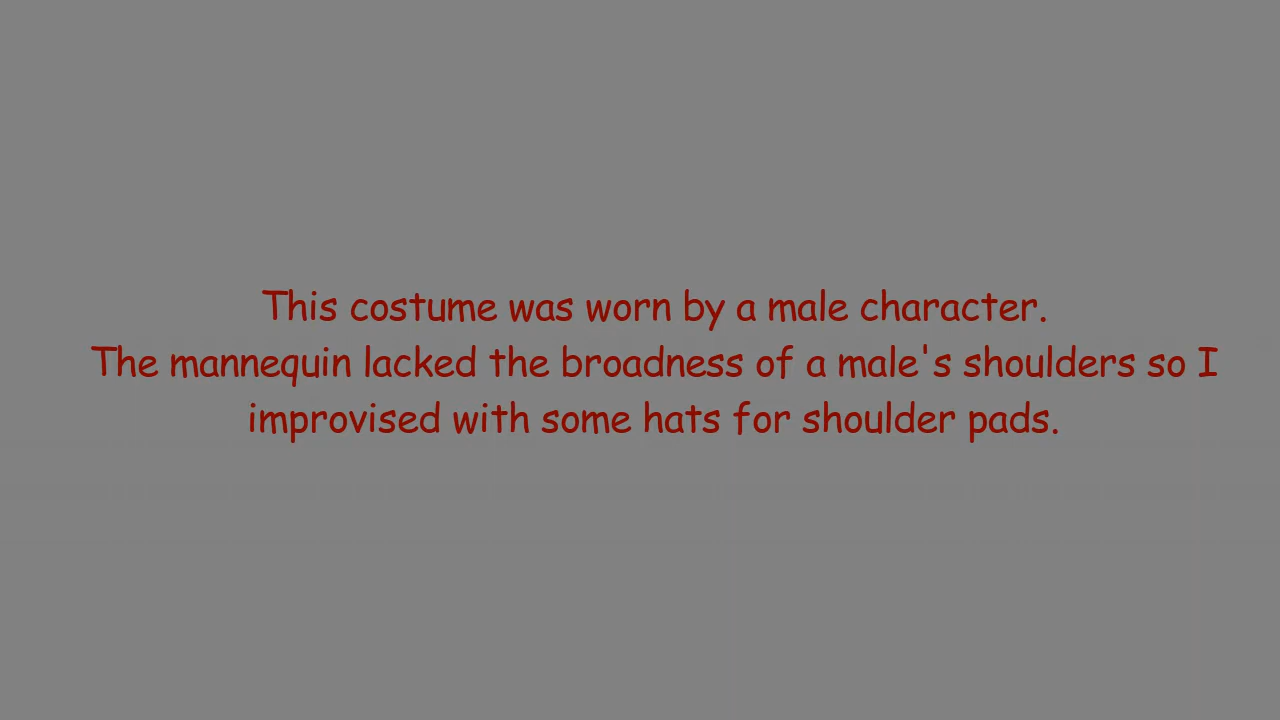 This costume was worn by a male character.
The mannequin lacked the broadness of a male's shoulders so I
improvised with some hats for shoulder pads.